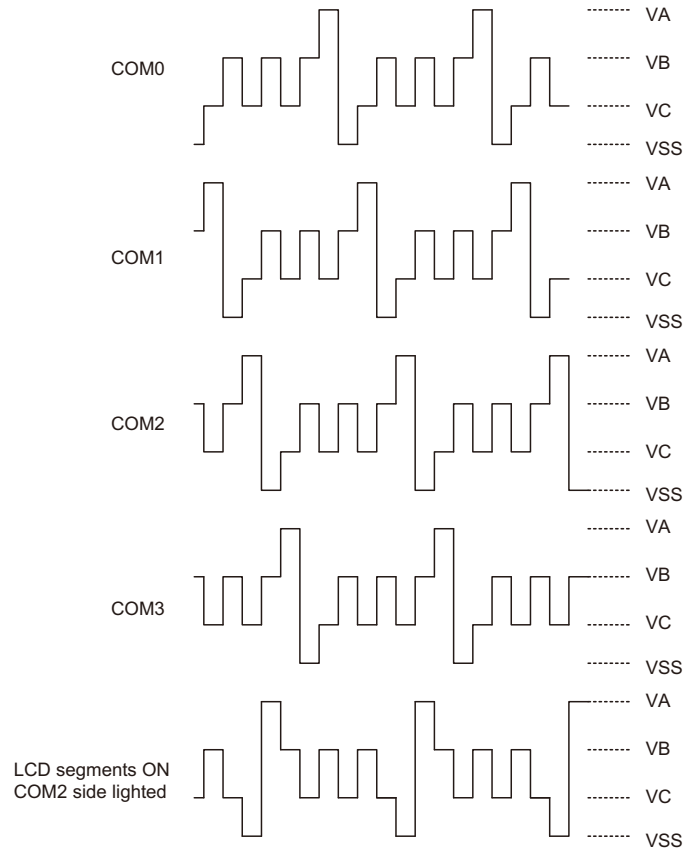 COM0
VA
VB
VC
VSS
COM1
VA
VB
VC
VSS
COM2
VA
VB
VC
VSS
COM3
VA
VB
VC
VSS
LCD segments ON
COM2 side lighted
VA
VB
VC
VSS